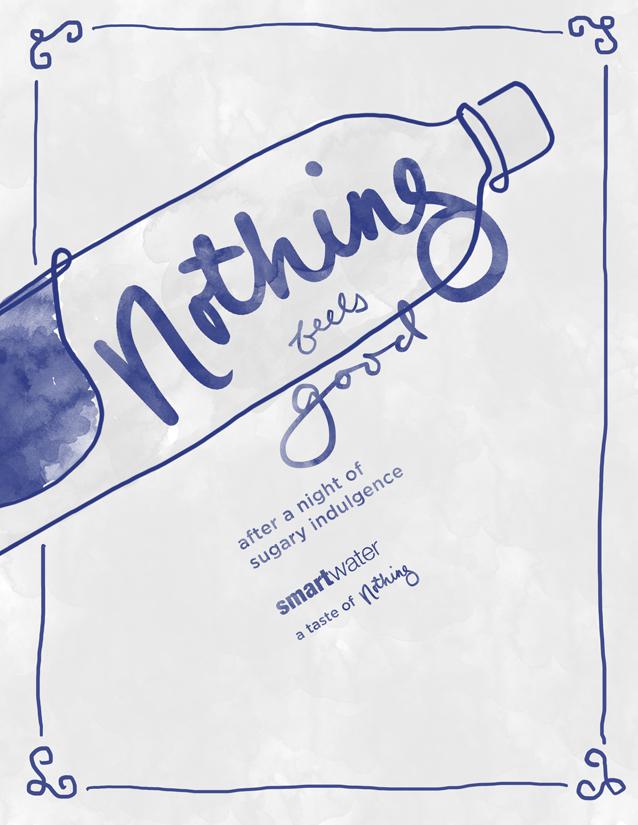 Nothing
feels
good
after a night of
sugary indulgence
smartwater
a taste of Nothing